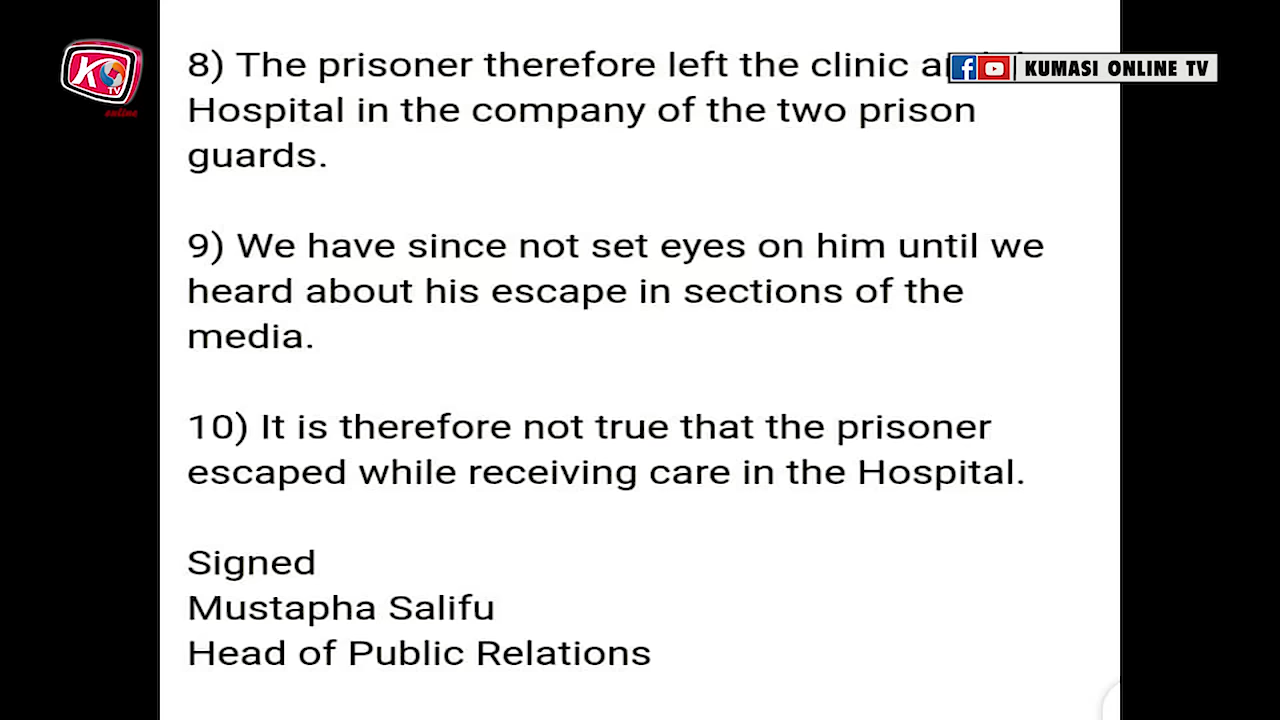 KO
TV
online
KUMASI ONLINE TV
8) The prisoner therefore left the clinic
Hospital in the company of the two prison
guards.
9) We have since not set eyes on him until we
heard about his escape in sections of the
media.
10) It is therefore not true that the prisoner
escaped while receiving care in the Hospital.
Signed
Mustapha Salifu
Head of Public Relations